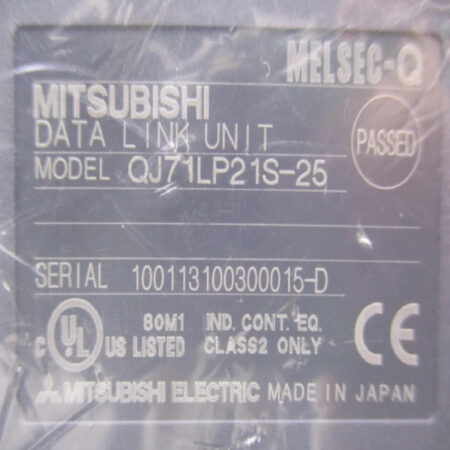 MELSEC-Q
MITSUBISHI
DATA LINK UNIT
PASSED
MODEL QJ71LP21S-25
SERIAL 100113100300015-D
C UL US LISTED 80M1 IND. CONT. EQ.
CLASS2 ONLY
CE
MITSUBISHI ELECTRIC MADE IN JAPAN